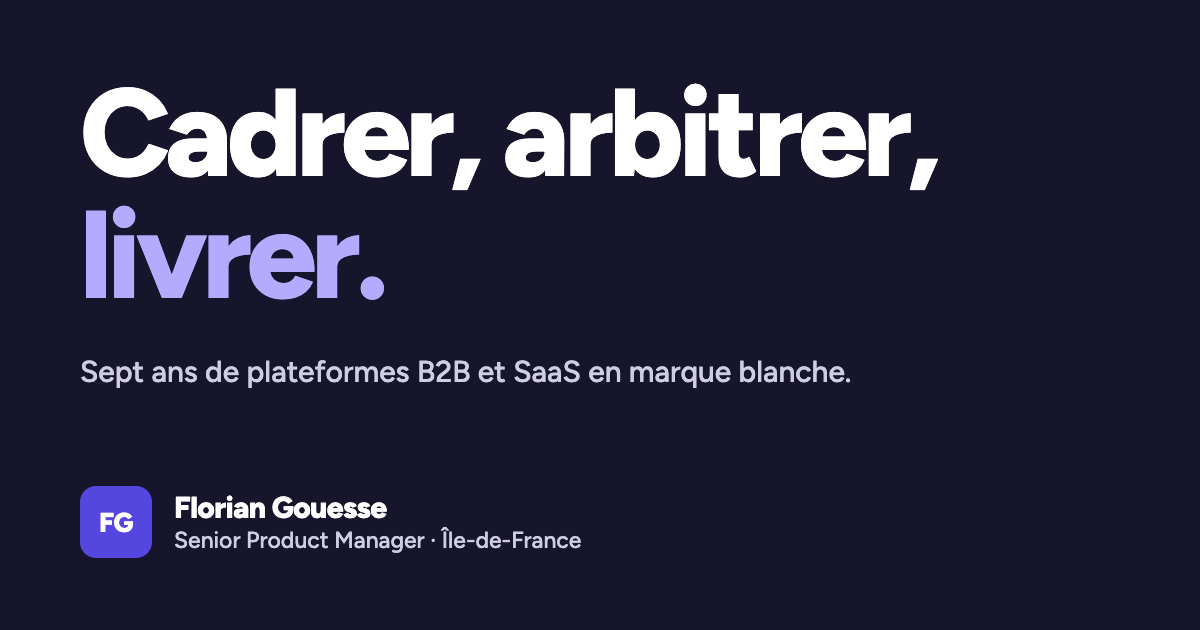 Cadrer, arbitrer,
livrer.
Sept ans de plateformes B2B et SaaS en marque blanche.
FG
Florian Gouesse
Senior Product Manager · Île-de-France